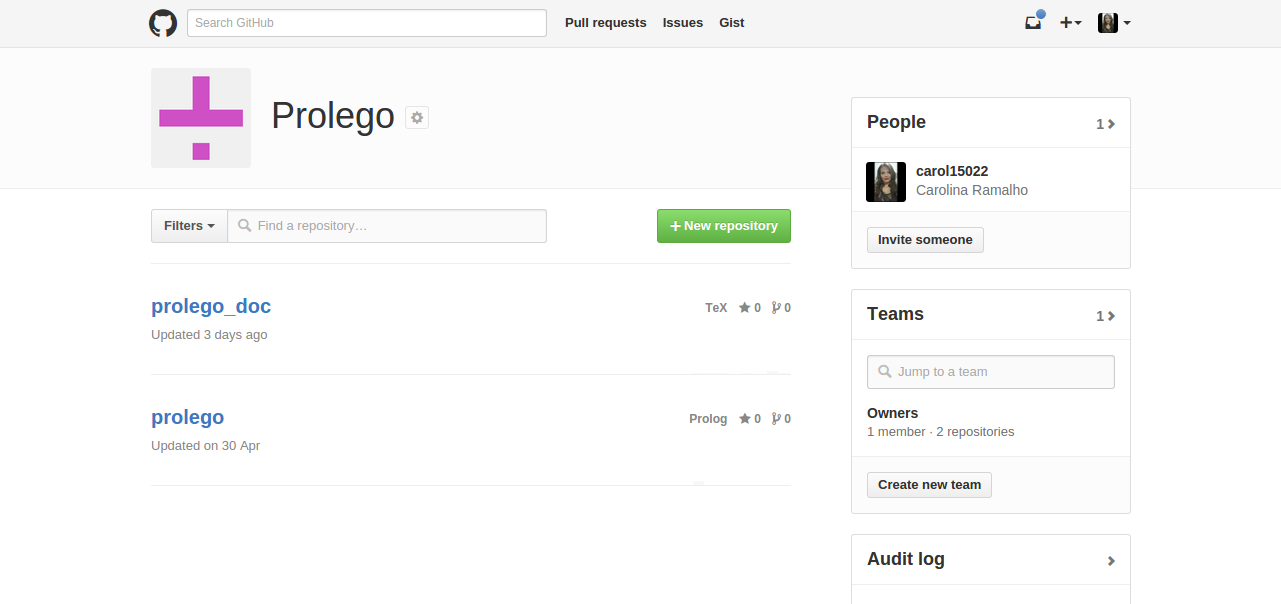 Search GitHub
Pull requests
Issues
Gist
Prolego
Filters
Find a repository…
New repository
prolego_doc
TeX 0 0
Updated 3 days ago
prolego
Prolog 0 0
Updated on 30 Apr
People
1
carol15022
Carolina Ramalho
Invite someone
Teams
1
Jump to a team
Owners
1 member · 2 repositories
Create new team
Audit log